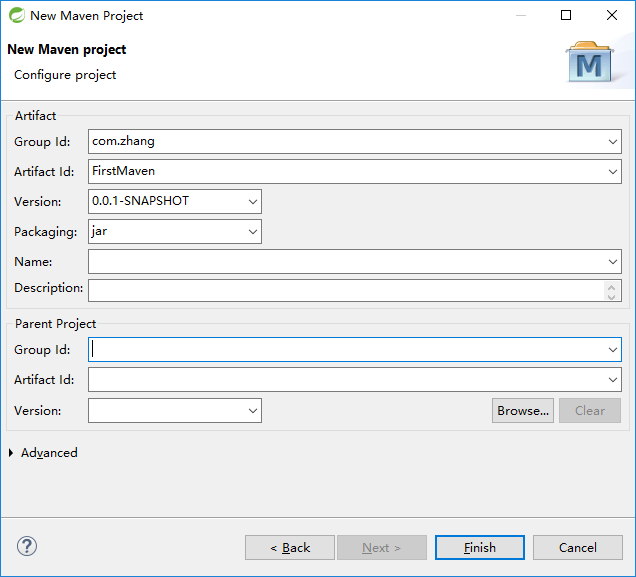 New Maven Project
New Maven project
Configure project
M
Artifact
Group Id: com.zhang
Artifact Id: FirstMaven
Version: 0.0.1-SNAPSHOT
Packaging: jar
Name:
Description:
Parent Project
Group Id:
Artifact Id:
Version: Browse... Clear
Advanced
? < Back Next > Finish Cancel